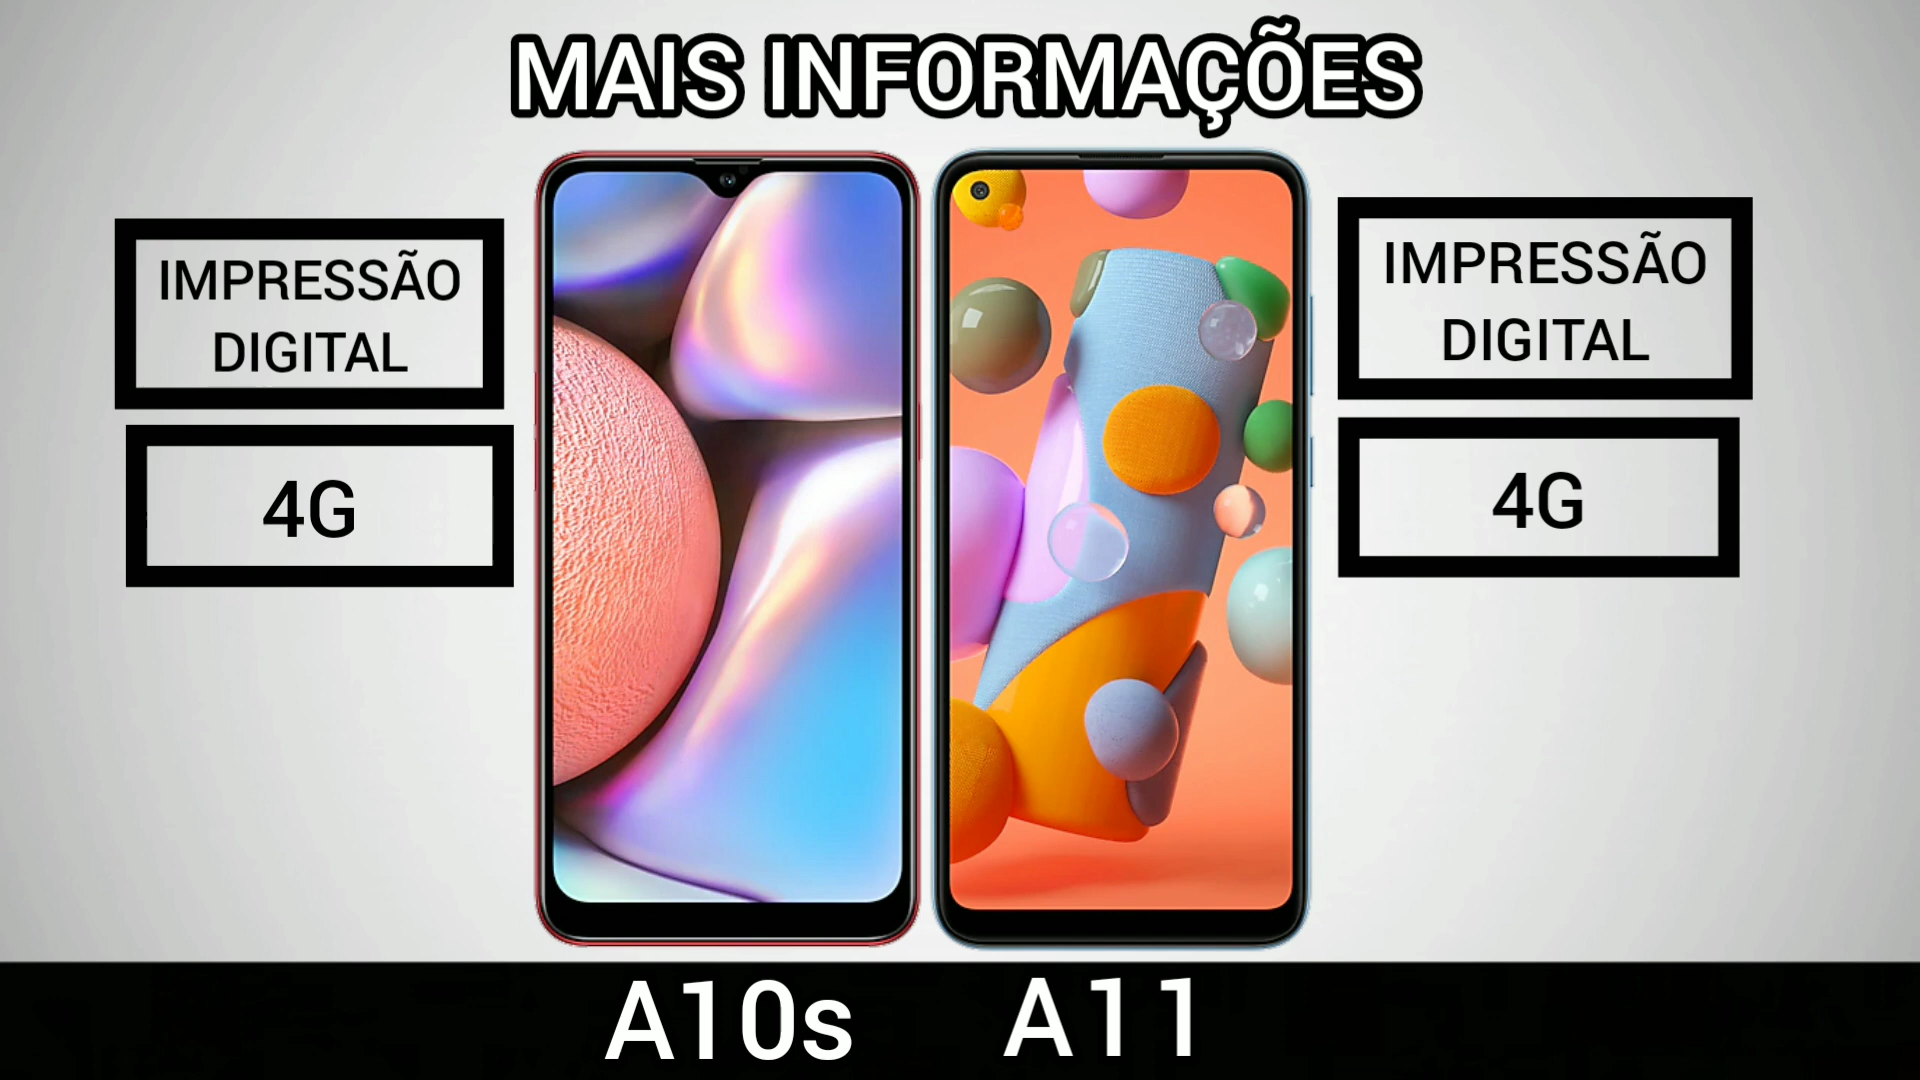 MAIS INFORMAÇÕES
IMPRESSÃO
DIGITAL
4G
IMPRESSÃO
DIGITAL
4G
A10s
A11